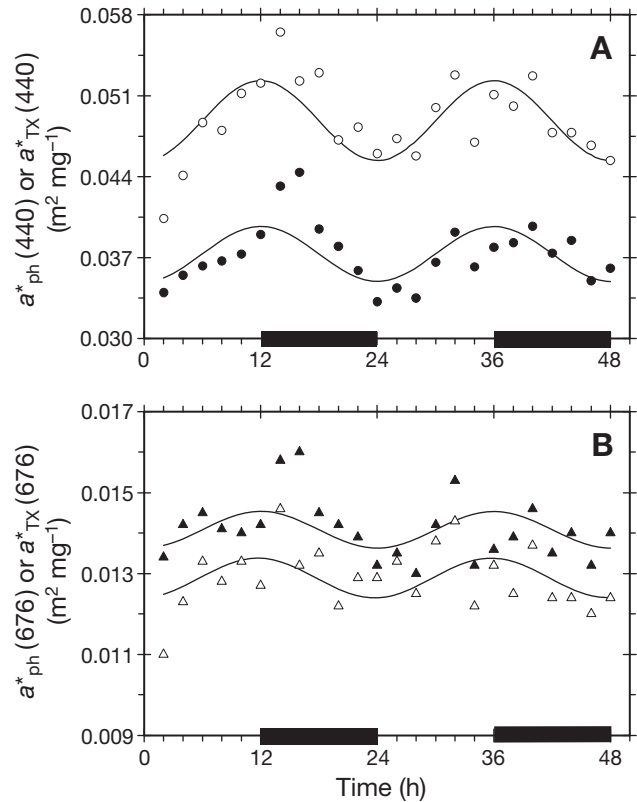 0.058
A
0.051
0.044
0.037
0.030
a*ph (440) or a*TX (440)
(m² mg⁻¹)
0 12 24 36 48
0.017
B
0.015
0.013
0.011
0.009
a*ph (676) or a*TX (676)
(m² mg⁻¹)
0 12 24 36 48
Time (h)